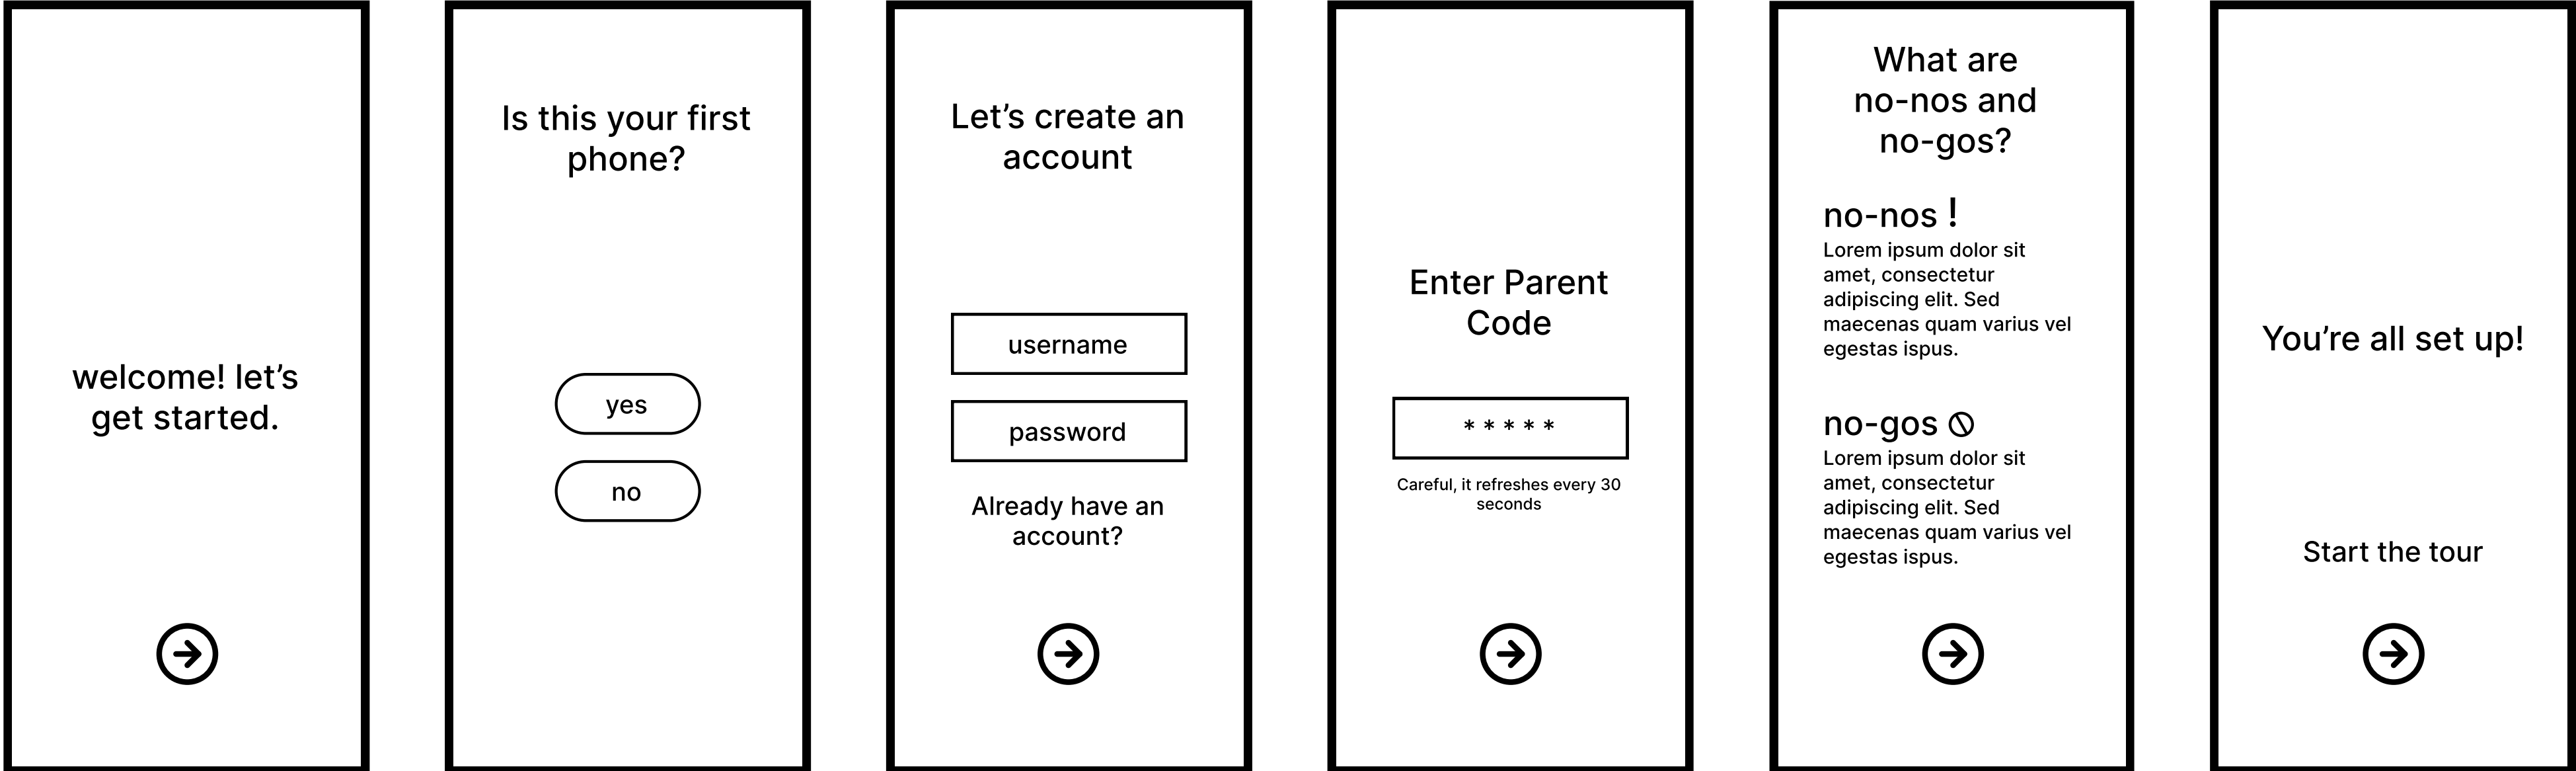 welcome! let’s
get started.
Is this your first
phone?
yes
no
Let’s create an
account
username
password
Already have an
account?
Enter Parent
Code
* * * * *
Careful, it refreshes every 30
seconds
What are
no-nos and
no-gos?
no-nos !
Lorem ipsum dolor sit
amet, consectetur
adipiscing elit. Sed
maecenas quam varius vel
egestas ispus.
no-gos
Lorem ipsum dolor sit
amet, consectetur
adipiscing elit. Sed
maecenas quam varius vel
egestas ispus.
You’re all set up!
Start the tour